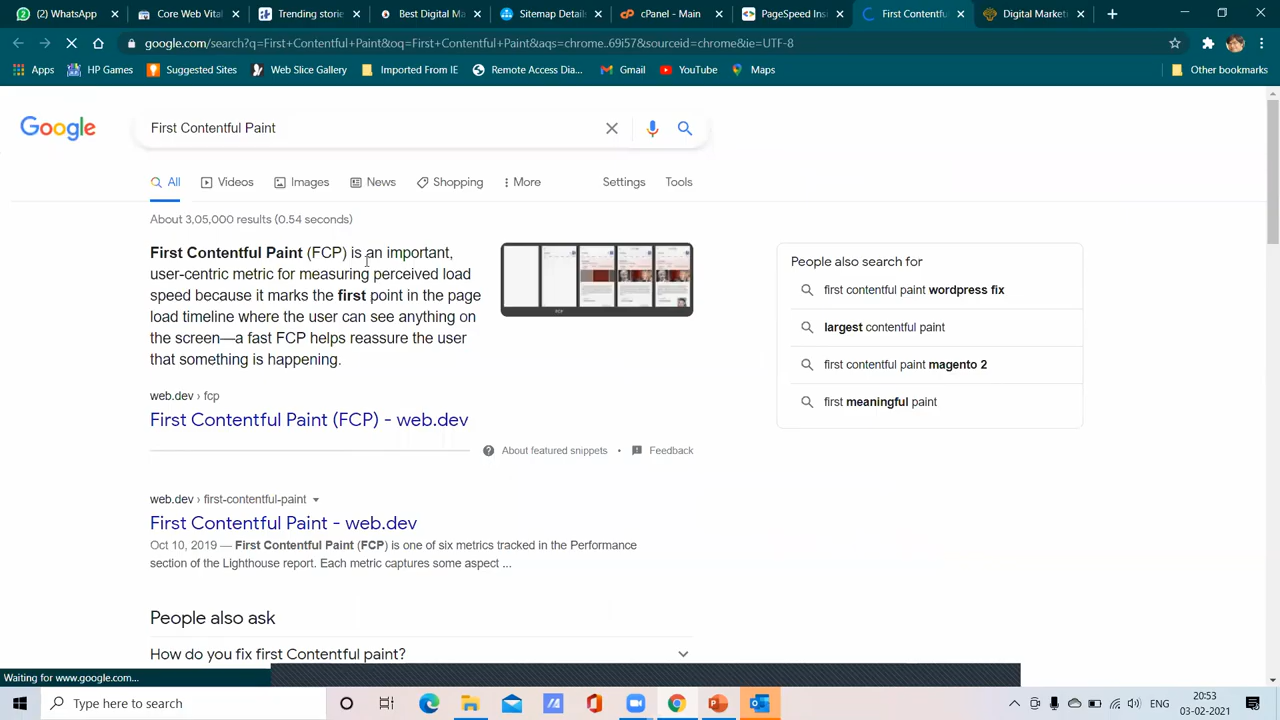 (2) WhatsApp
Core Web Vital
Trending storie
Best Digital Ma
Sitemap Detail
cPanel - Main
PageSpeed Insi
First Contentfu
Digital Marketi
google.com/search?q=First+Contentful+Paint&oq=First+Contentful+Paint&aqs=chrome..69i57&sourceid=chrome&ie=UTF-8
Apps
HP Games
Suggested Sites
Web Slice Gallery
Imported From IE
Remote Access Dia...
Gmail
YouTube
Maps
Other bookmarks
Google
First Contentful Paint
All
Videos
Images
News
Shopping
More
Settings
Tools
About 3,05,000 results (0.54 seconds)
First Contentful Paint (FCP) is an important,
user-centric metric for measuring perceived load
speed because it marks the first point in the page
load timeline where the user can see anything on
the screen—a fast FCP helps reassure the user
that something is happening.
FCP
web.dev › fcp
First Contentful Paint (FCP) - web.dev
About featured snippets • Feedback
web.dev › first-contentful-paint
First Contentful Paint - web.dev
Oct 10, 2019 — First Contentful Paint (FCP) is one of six metrics tracked in the Performance
section of the Lighthouse report. Each metric captures some aspect ...
People also ask
How do you fix first Contentful paint?
People also search for
first contentful paint wordpress fix
largest contentful paint
first contentful paint magento 2
first meaningful paint
Waiting for www.google.com...
Type here to search
ENG
20:53
03-02-2021